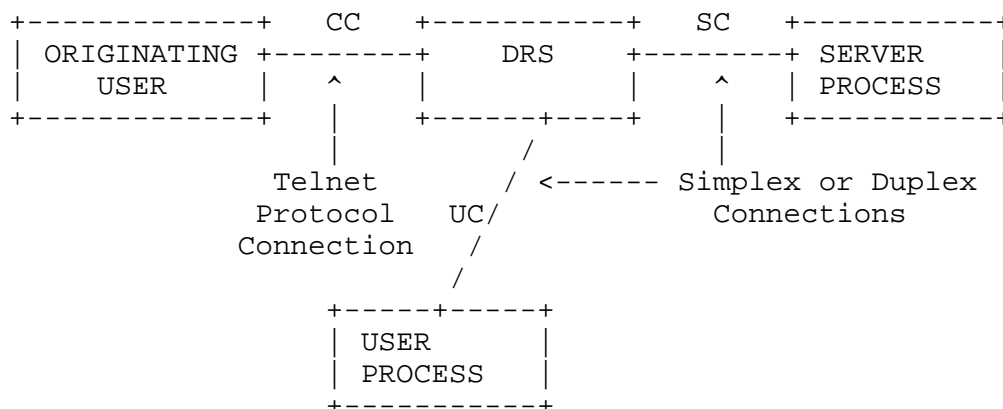 CC SC
ORIGINATING DRS SERVER
USER PROCESS
Telnet <------ Simplex or Duplex
Protocol UC Connections
Connection
USER
PROCESS